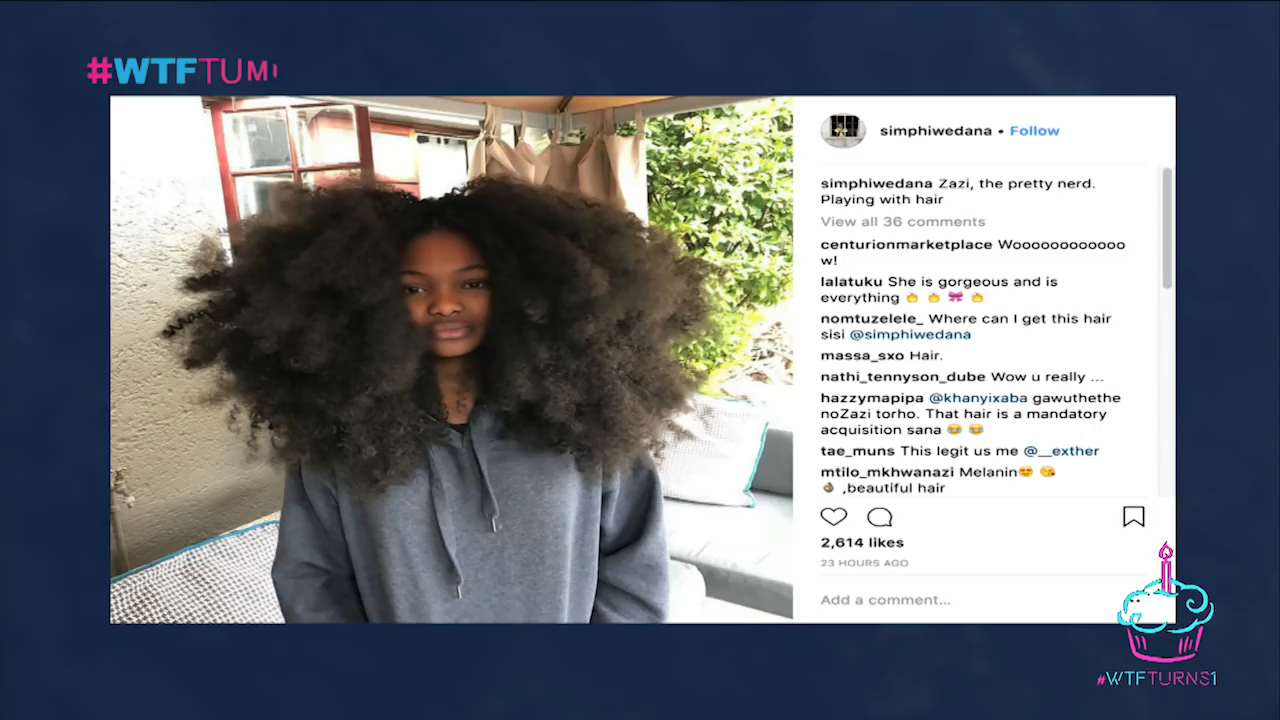 #WTFTUMI
simphiwedana • Follow
simphiwedana Zazi, the pretty nerd.
Playing with hair
View all 36 comments
centurionmarketplace Woooooooooooo
w!
lalatuku She is gorgeous and is
everything
nomtuzelele_ Where can I get this hair
sisi @simphiwedana
massa_sxo Hair.
nathi_tennyson_dube Wow u really ...
hazzymapipa @khanyixaba gawuthethe
noZazi torho. That hair is a mandatory
acquisition sana 😂 😂
tae_muns This legit us me @__exther
mtilo_mkhwanazi Melanin😍 😘
👌🏾 ,beautiful hair
2,614 likes
23 HOURS AGO
Add a comment...
#WTFTURNS1